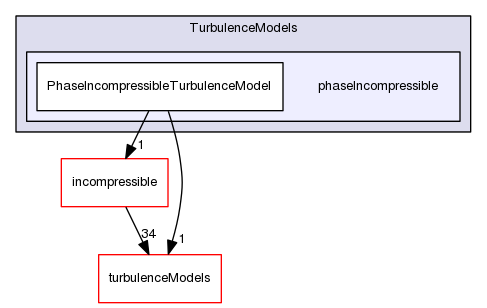 TurbulenceModels
PhaseIncompressibleTurbulenceModel
phaseIncompressible
1
incompressible
34
1
turbulenceModels